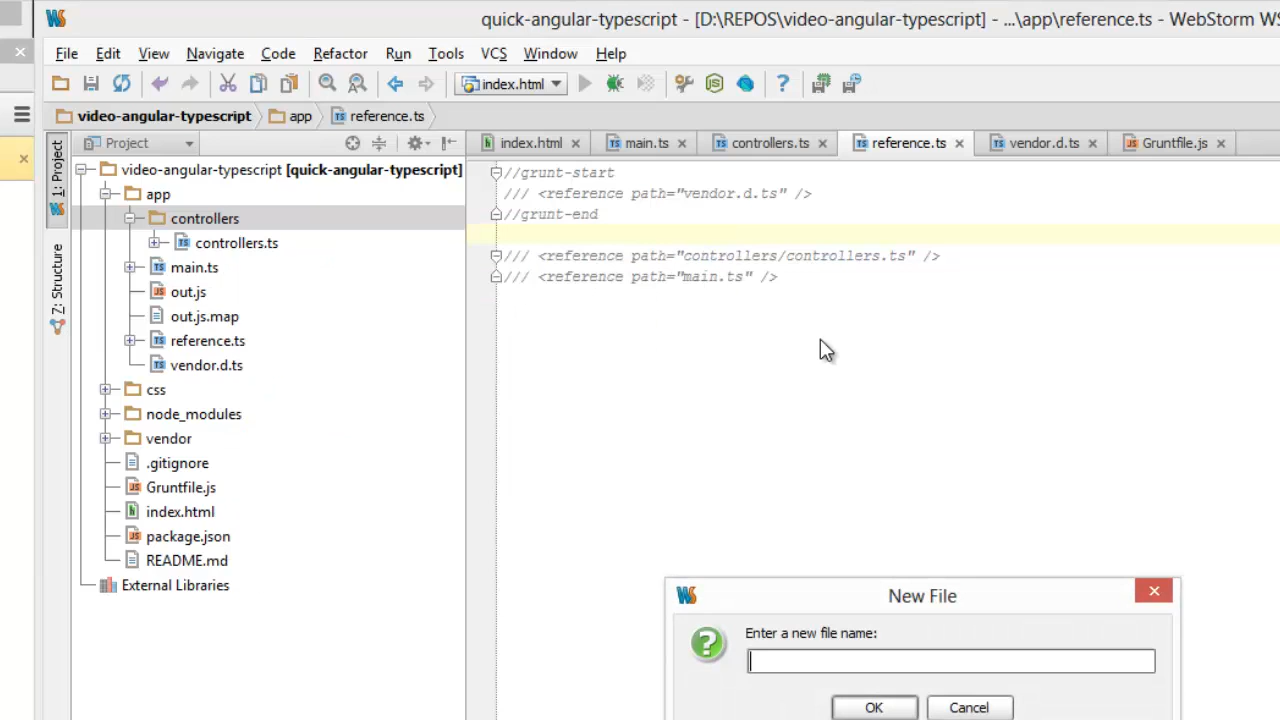 quick-angular-typescript - [D:\REPOS\video-angular-typescript] - ...\app\reference.ts - WebStorm WS
File Edit View Navigate Code Refactor Run Tools VCS Window Help
index.html
video-angular-typescript app reference.ts
Project index.html main.ts controllers.ts reference.ts vendor.d.ts Gruntfile.js
1: Project
7: Structure
video-angular-typescript [quick-angular-typescript]
app
controllers
controllers.ts
main.ts
out.js
out.js.map
reference.ts
vendor.d.ts
css
node_modules
vendor
.gitignore
Gruntfile.js
index.html
package.json
README.md
External Libraries
//grunt-start
/// <reference path="vendor.d.ts" />
//grunt-end
/// <reference path="controllers/controllers.ts" />
/// <reference path="main.ts" />
New File
Enter a new file name:
OK Cancel